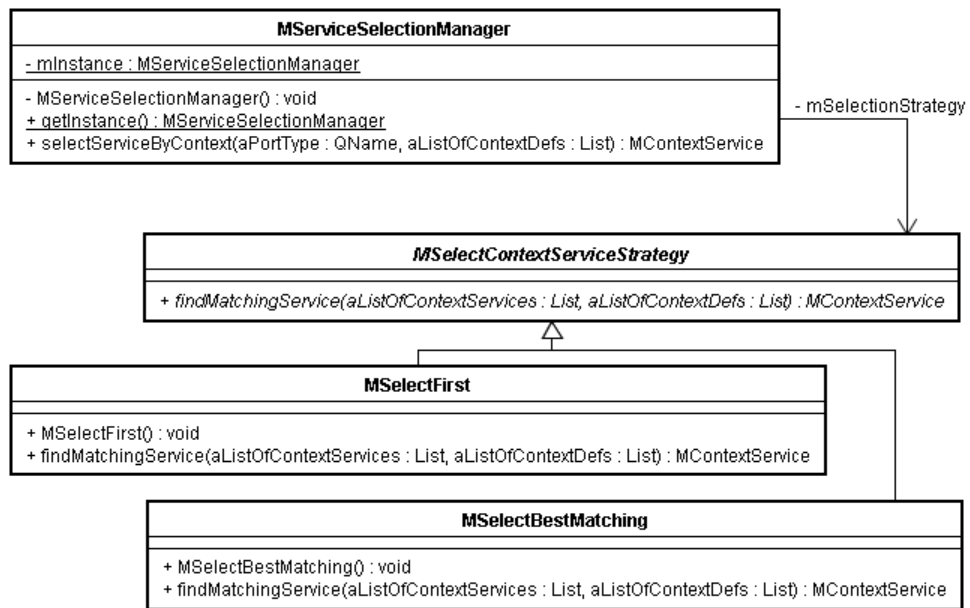 MServiceSelectionManager
- mInstance : MServiceSelectionManager
- MServiceSelectionManager() : void
+ getInstance() : MServiceSelectionManager
+ selectServiceByContext(aPortType : QName, aListOfContextDefs : List) : MContextService
- mSelectionStrategy
MSelectContextServiceStrategy
+ findMatchingService(aListOfContextServices : List, aListOfContextDefs : List) : MContextService
MSelectFirst
+ MSelectFirst() : void
+ findMatchingService(aListOfContextServices : List, aListOfContextDefs : List) : MContextService
MSelectBestMatching
+ MSelectBestMatching() : void
+ findMatchingService(aListOfContextServices : List, aListOfContextDefs : List) : MContextService